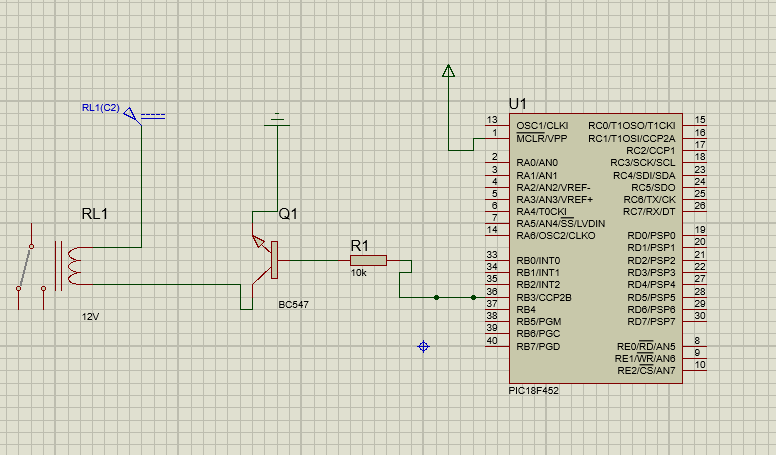 RL1(C2)
RL1
12V
Q1
BC547
R1
10k
U1
13 OSC1/CLKI RC0/T1OSO/T1CKI 15
1 MCLR/VPP RC1/T1OSI/CCP2A 16
RC2/CCP1 17
2 RA0/AN0 RC3/SCK/SCL 18
3 RA1/AN1 RC4/SDI/SDA 23
4 RA2/AN2/VREF- RC5/SDO 24
5 RA3/AN3/VREF+ RC6/TX/CK 25
6 RA4/T0CKI RC7/RX/DT 26
7 RA5/AN4/SS/LVDIN
14 RA6/OSC2/CLKO RD0/PSP0 19
RD1/PSP1 20
33 RB0/INT0 RD2/PSP2 21
34 RB1/INT1 RD3/PSP3 22
35 RB2/INT2 RD4/PSP4 27
36 RB3/CCP2B RD5/PSP5 28
37 RB4 RD6/PSP6 29
38 RB5/PGM RD7/PSP7 30
39 RB6/PGC
40 RB7/PGD RE0/RD/AN5 8
RE1/WR/AN6 9
RE2/CS/AN7 10
PIC18F452